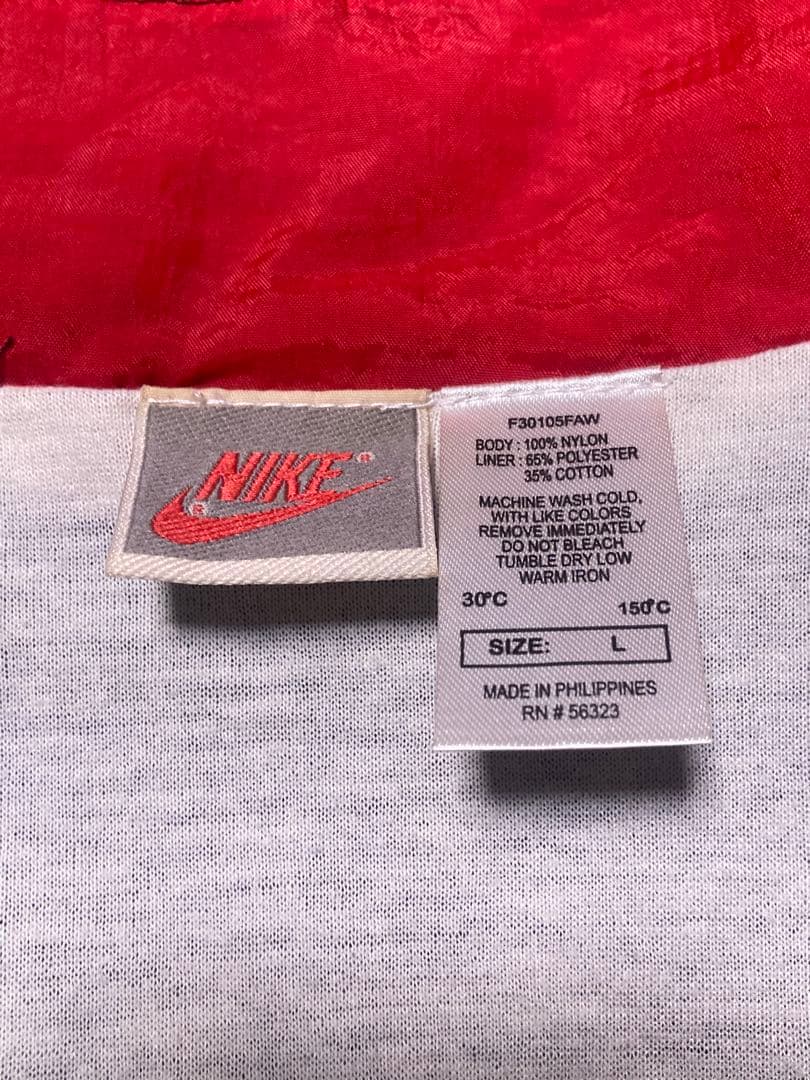 NIKE®
®
F30105FAW
BODY : 100% NYLON
LINER : 65% POLYESTER
35% COTTON
MACHINE WASH COLD,
WITH LIKE COLORS
REMOVE IMMEDIATELY
DO NOT BLEACH
TUMBLE DRY LOW
WARM IRON
30°C
150°C
SIZE: L
MADE IN PHILIPPINES
RN # 56323